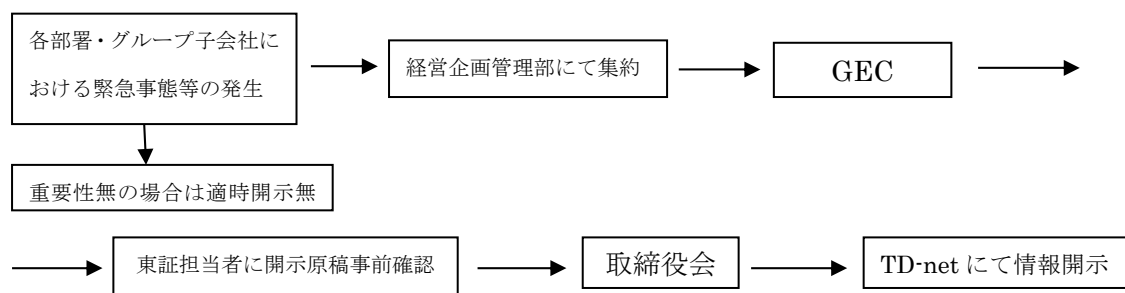 各部署・グループ子会社に
おける緊急事態等の発生
経営企画管理部にて集約
GEC
重要性無の場合は適時開示無
東証担当者に開示原稿事前確認
取締役会
TD-net にて情報開示